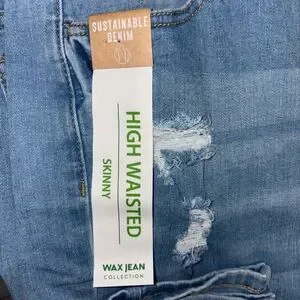 SUSTAINABLE
DENIM
HIGH WAISTED
SKINNY
WAX JEAN
COLLECTION